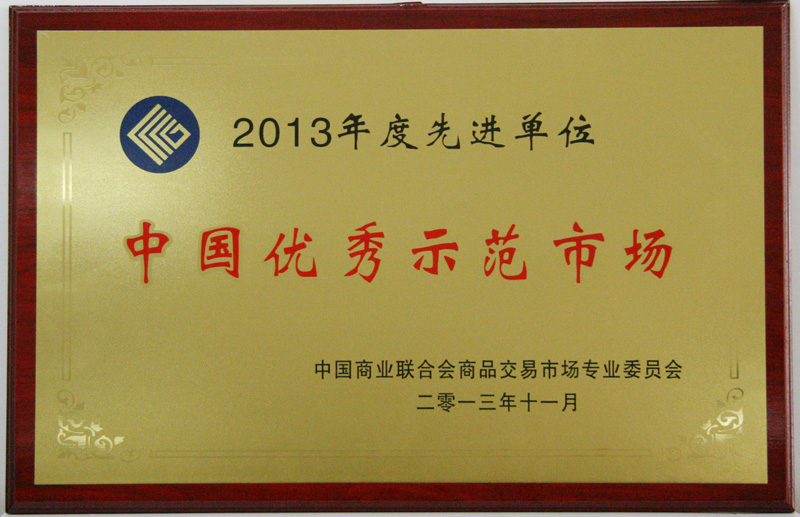 2013年度先进单位
中国优秀示范市场
中国商业联合会商品交易市场专业委员会
二零一三年十一月